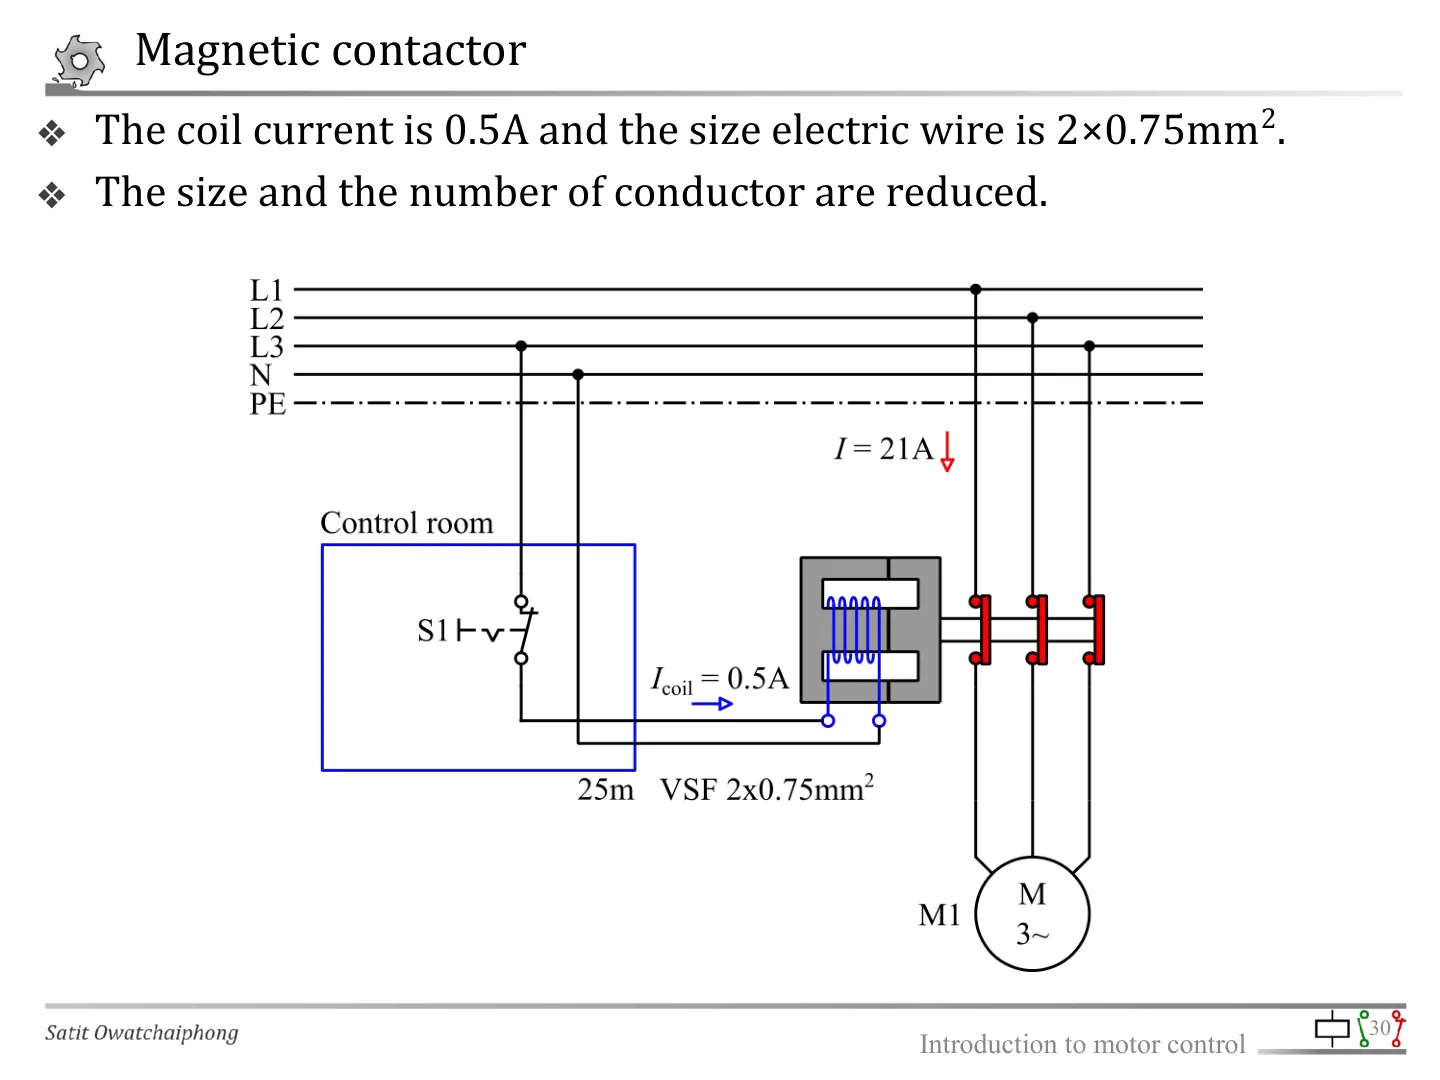 Magnetic contactor
❖ The coil current is 0.5A and the size electric wire is 2×0.75mm².
❖ The size and the number of conductor are reduced.
L1
L2
L3
N
PE
I = 21A
Control room
S1
Icoil = 0.5A
25m VSF 2x0.75mm²
M1
M
3~
Satit Owatchaiphong
Introduction to motor control
30